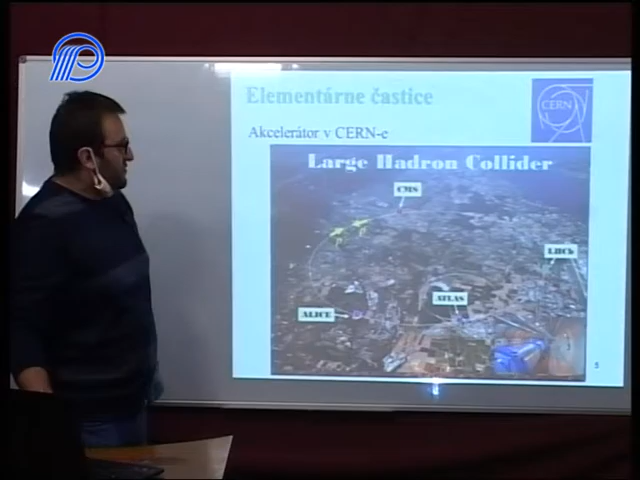 Elementárne častice
CERN
Akcelerátor v CERN-e
Large Hadron Collider
CMS
LHCb
ATLAS
ALICE
5